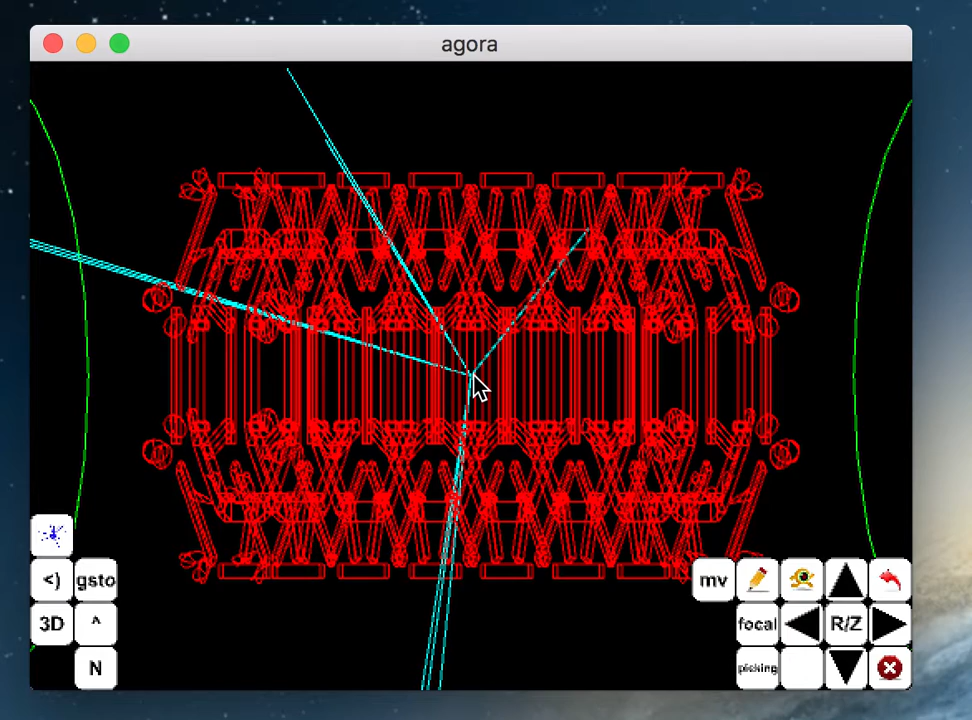 agora
<) gsto
3D ^
N
mv
focal R/Z
picking